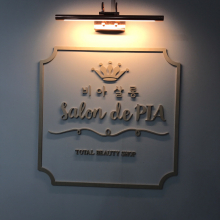 피아살롱
Salon de PIA
TOTAL BEAUTY SHOP